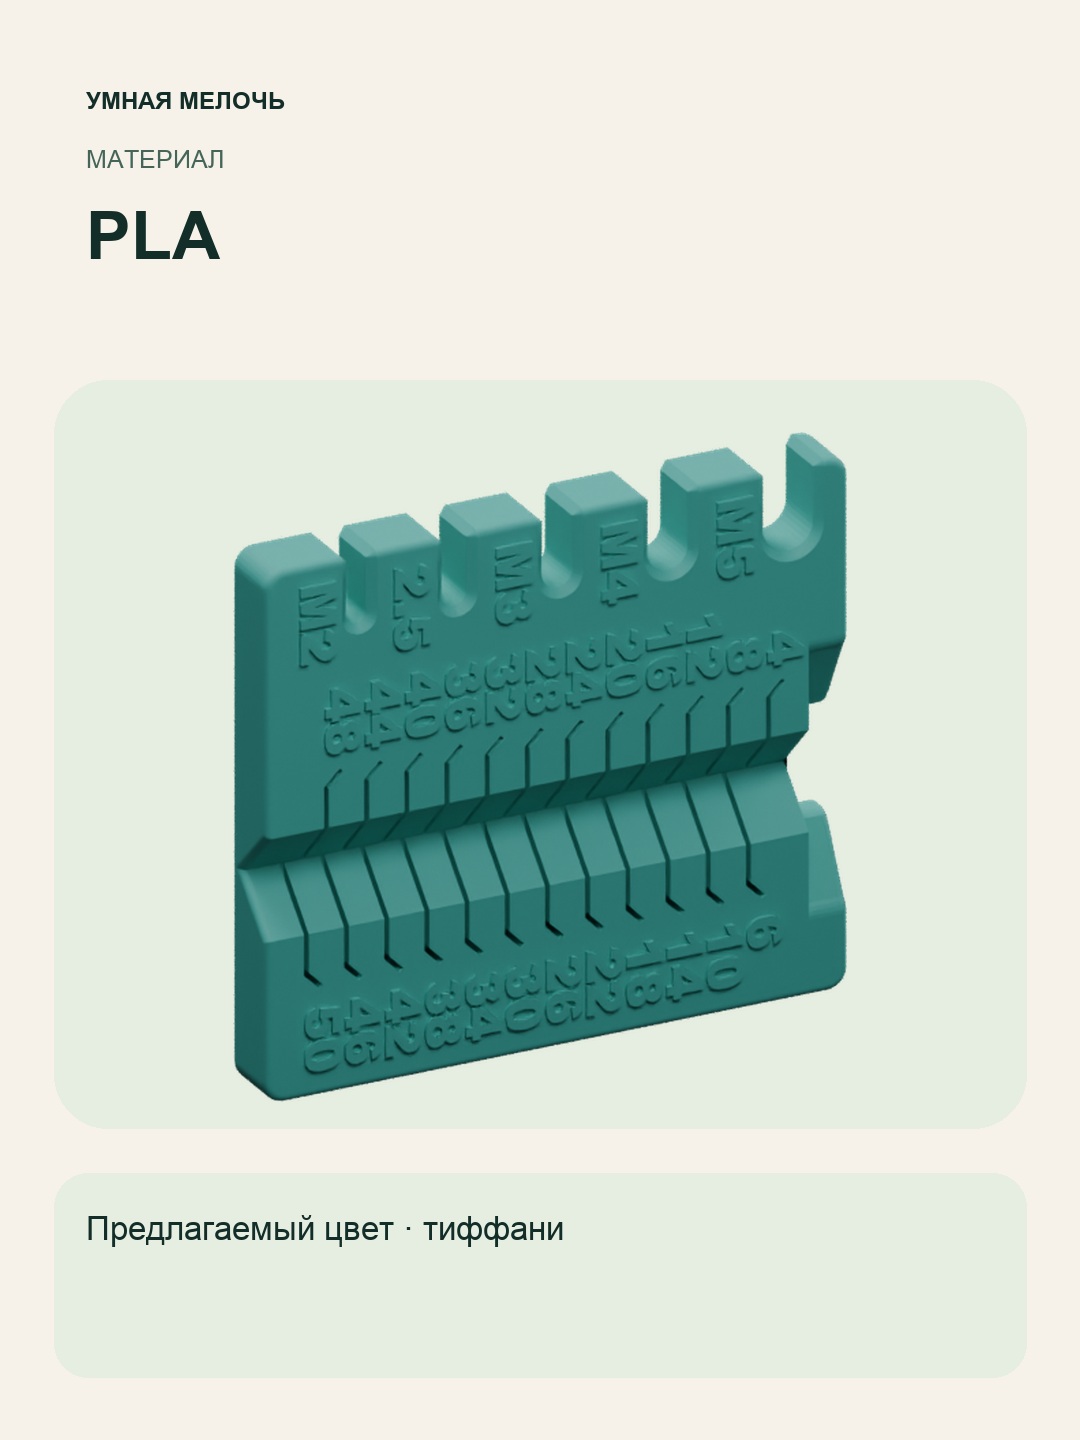 УМНАЯ МЕЛОЧЬ
МАТЕРИАЛ
PLA
M2 2.5 M3 M4 M5
48 44 40 36 32 28 24 20 16 12 8 4
50 46 42 38 34 30 26 22 18 14 10 6
Предлагаемый цвет · тиффани